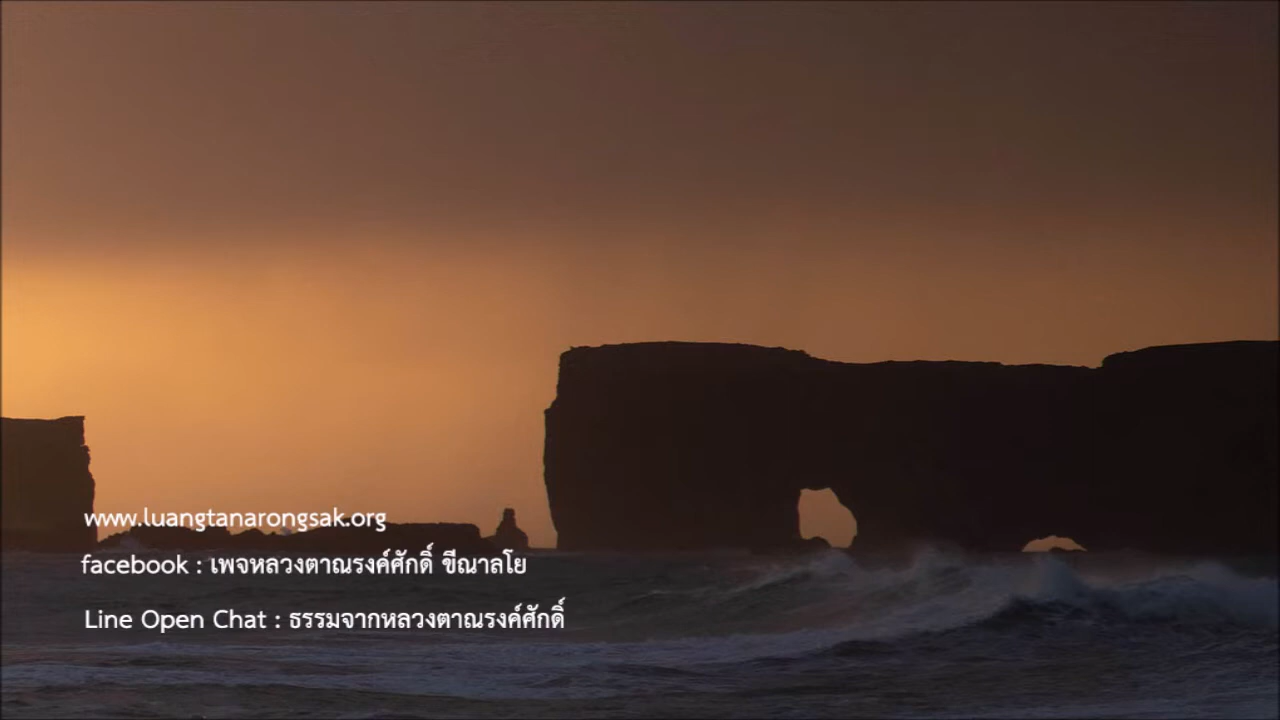 www.luangtanarongsak.org
facebook : เพจหลวงตาณรงค์ศักดิ์ ขีณาลโย
Line Open Chat : ธรรมจากหลวงตาณรงค์ศักดิ์